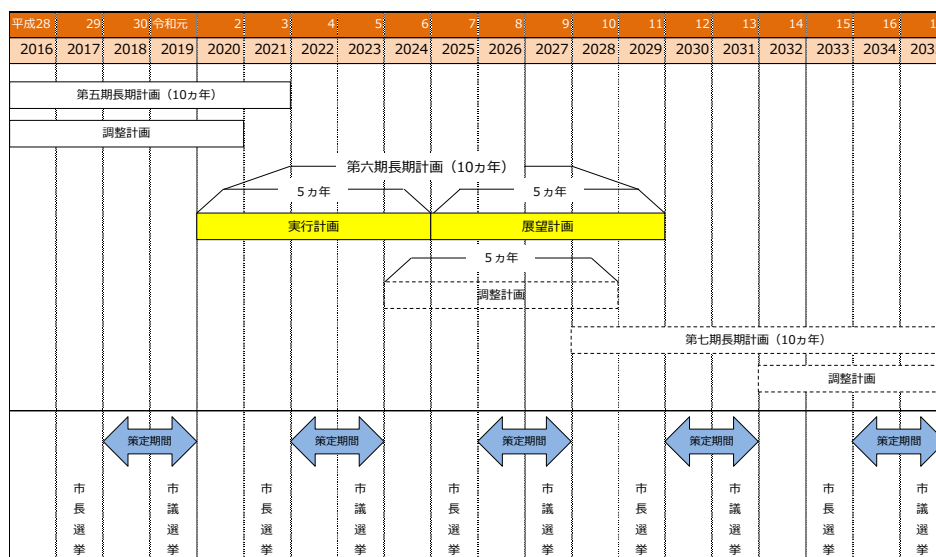 平成28 29 30 令和元 2 3 4 5 6 7 8 9 10 11 12 13 14 15 16 1
2016 2017 2018 2019 2020 2021 2022 2023 2024 2025 2026 2027 2028 2029 2030 2031 2032 2033 2034 203
第五期長期計画（10ヵ年）
調整計画
第六期長期計画（10ヵ年）
5ヵ年 5ヵ年
実行計画 展望計画
5ヵ年
調整計画
第七期長期計画（10ヵ年）
調整計画
策定期間 策定期間 策定期間 策定期間 策定期間
市長選挙 市議選挙 市長選挙 市議選挙 市長選挙 市議選挙 市長選挙 市議選挙 市長選挙 市議選挙